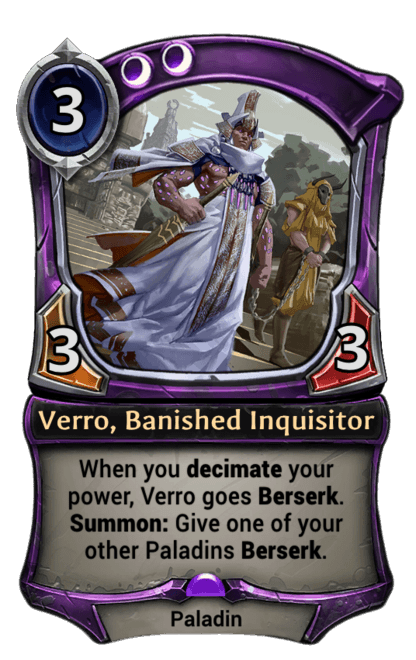 3
3
3
Verro, Banished Inquisitor
When you decimate your
power, Verro goes Berserk.
Summon: Give one of your
other Paladins Berserk.
Paladin